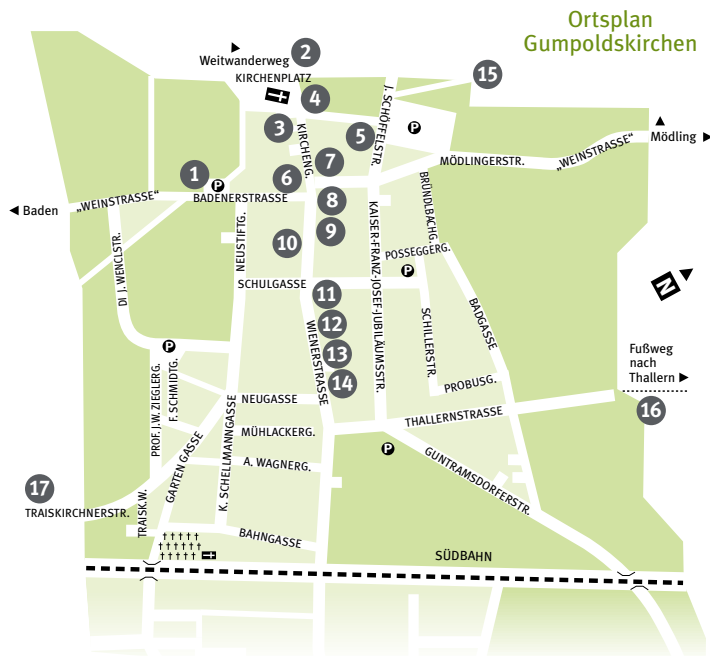 Ortsplan
Gumpoldskirchen
2
Weitwanderweg
KIRCHENPLATZ
15
4
J. SCHÖFFELSTR.
3
KIRCHENG.
5
P
„WEINSTRASSE“
Mödling
7
MÖDLINGERSTR.
1
P
6
BRÜNDLBACHG.
„WEINSTRASSE“
BADENERSTRASSE
8
Baden
NEUSTIFTG.
9
KAISER-FRANZ-JOSEF-JUBILÄUMSSTR.
10
POSSEGGERG.
DI J. WENCLSTR.
P
N
SCHULGASSE
11
BADGASSE
12
SCHILLERSTR.
P
13
WIENERSTRASSE
Fußweg
nach
Thallern
14
PROBUSG.
PROF. J.W. ZIEGLERG.
F. SCHMIDTG.
NEUGASSE
THALLERNSTRASSE
16
K. SCHELLMANNGASSE
MÜHLACKERG.
P
GARTEN GASSE
A. WAGNERG.
GUNTRAMSDORFERSTR.
17
TRAISKIRCHNERSTR.
TRAISK.W.
BAHNGASSE
SÜDBAHN